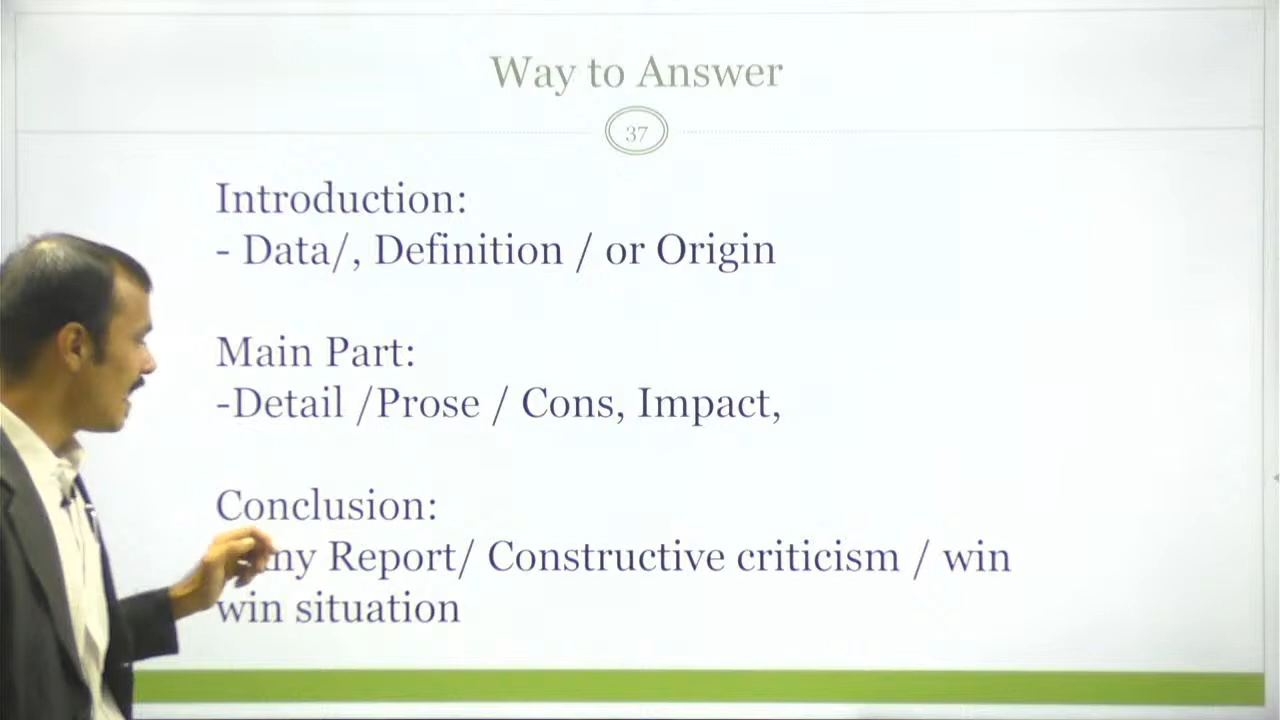 Way to Answer
37
Introduction:
- Data/, Definition / or Origin
Main Part:
-Detail /Prose / Cons, Impact,
Conclusion:
Report/ Constructive criticism / win
win situation